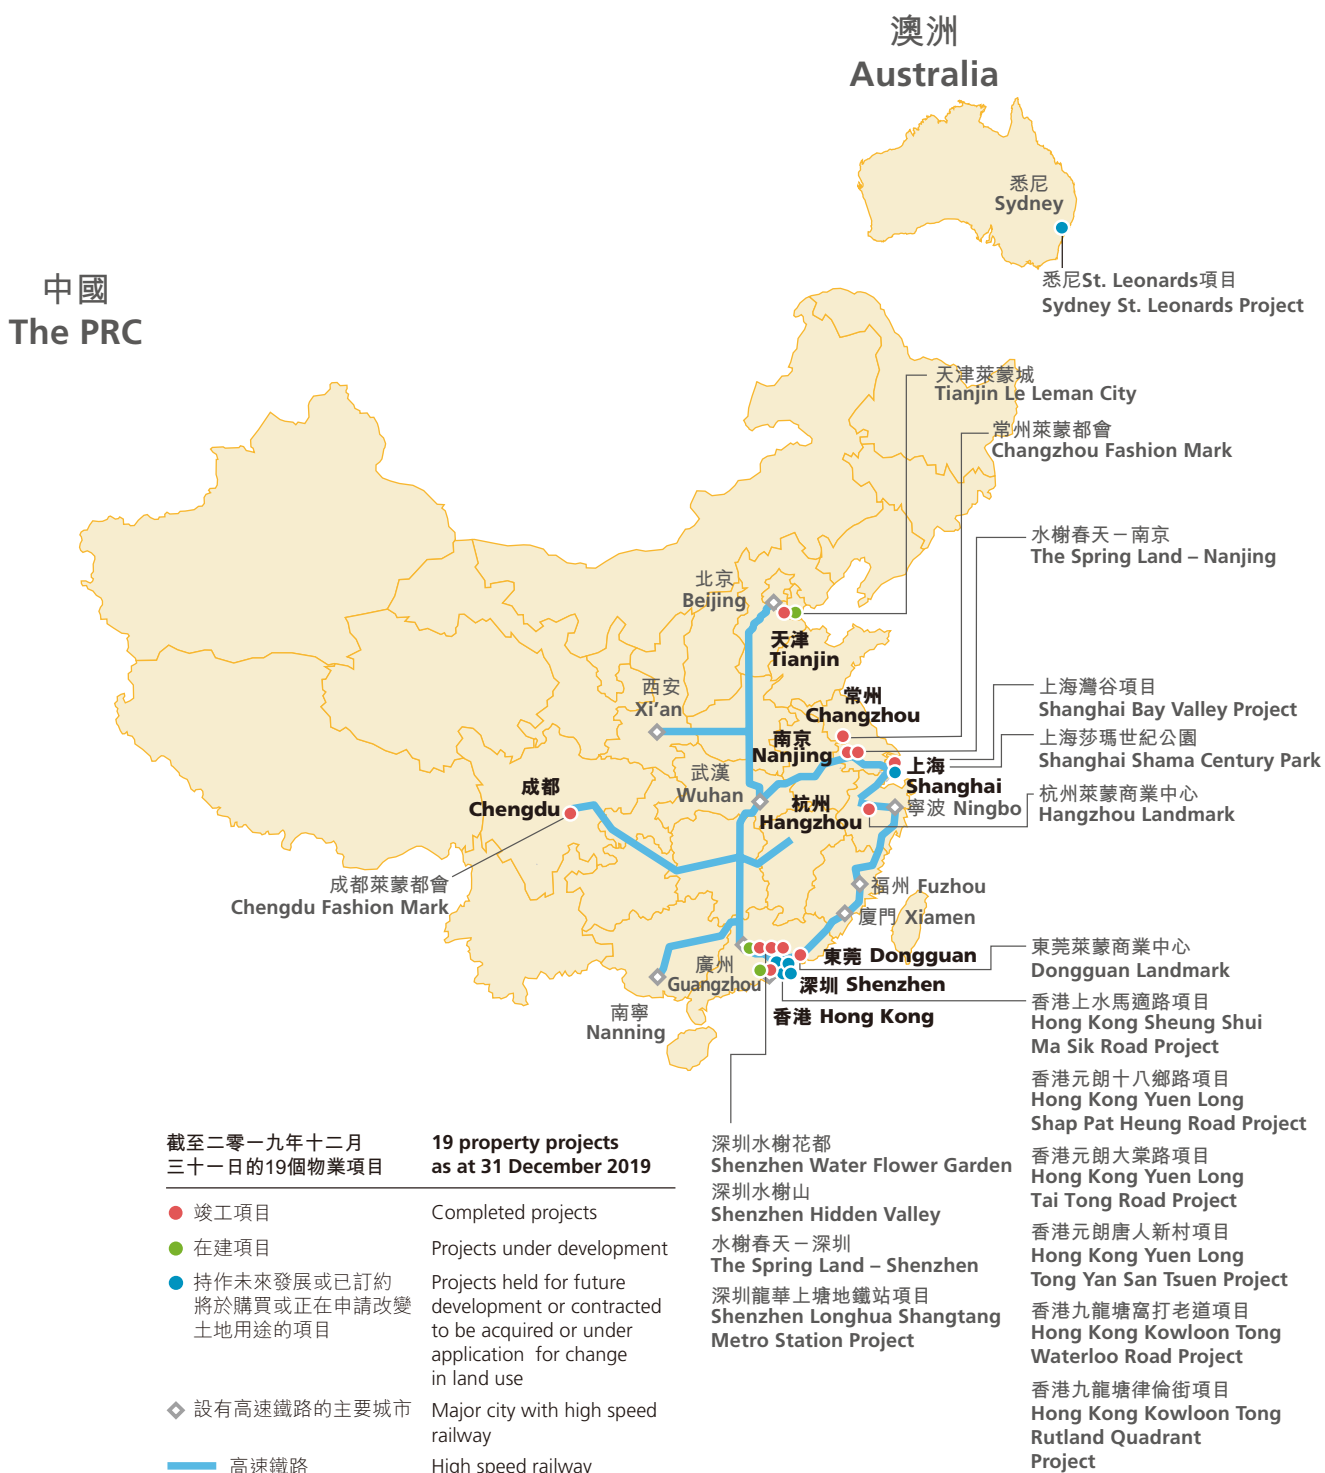 澳洲
Australia
悉尼
Sydney
悉尼St. Leonards項目
Sydney St. Leonards Project
中國
The PRC
天津萊蒙城
Tianjin Le Leman City
常州萊蒙都會
Changzhou Fashion Mark
水榭春天－南京
The Spring Land – Nanjing
北京
Beijing
天津
Tianjin
西安
Xi'an
常州
Changzhou
南京
Nanjing
上海灣谷項目
Shanghai Bay Valley Project
上海莎瑪世紀公園
Shanghai Shama Century Park
上海
Shanghai
武漢
Wuhan
成都
Chengdu
杭州
Hangzhou
寧波 Ningbo
杭州萊蒙商業中心
Hangzhou Landmark
成都萊蒙都會
Chengdu Fashion Mark
福州 Fuzhou
廈門 Xiamen
東莞 Dongguan
廣州
Guangzhou
深圳 Shenzhen
南寧
Nanning
香港 Hong Kong
東莞萊蒙商業中心
Dongguan Landmark
香港上水馬適路項目
Hong Kong Sheung Shui
Ma Sik Road Project
香港元朗十八鄉路項目
Hong Kong Yuen Long
Shap Pat Heung Road Project
香港元朗大棠路項目
Hong Kong Yuen Long
Tai Tong Road Project
香港元朗唐人新村項目
Hong Kong Yuen Long
Tong Yan San Tsuen Project
香港九龍塘窩打老道項目
Hong Kong Kowloon Tong
Waterloo Road Project
香港九龍塘律倫街項目
Hong Kong Kowloon Tong
Rutland Quadrant
Project
深圳水榭花都
Shenzhen Water Flower Garden
深圳水榭山
Shenzhen Hidden Valley
水榭春天－深圳
The Spring Land – Shenzhen
深圳龍華上塘地鐵站項目
Shenzhen Longhua Shangtang
Metro Station Project
截至二零一九年十二月
三十一日的19個物業項目
19 property projects
as at 31 December 2019
竣工項目
Completed projects
在建項目
Projects under development
持作未來發展或已訂約
將於購買或正在申請改變
土地用途的項目
Projects held for future
development or contracted
to be acquired or under
application for change
in land use
設有高速鐵路的主要城市
Major city with high speed
railway
高速鐵路
High speed railway